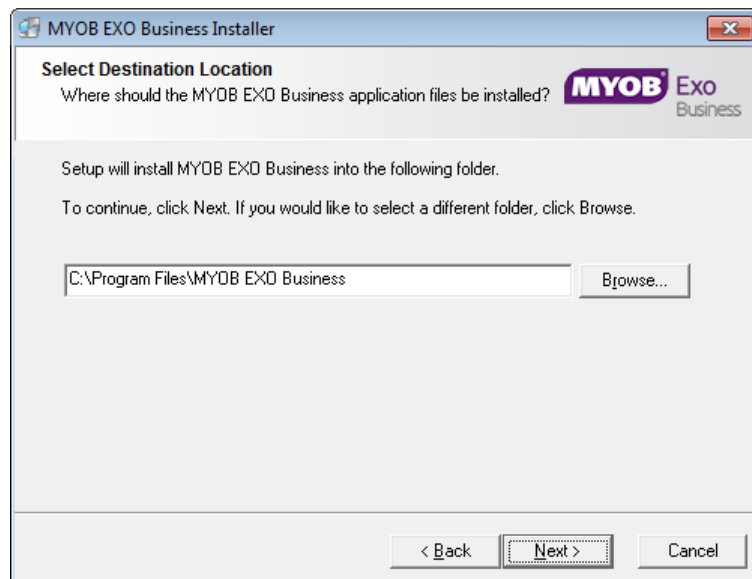 MYOB EXO Business Installer
Select Destination Location
Where should the MYOB EXO Business application files be installed?
MYOB Exo
Business
Setup will install MYOB EXO Business into the following folder.
To continue, click Next. If you would like to select a different folder, click Browse.
C:\Program Files\MYOB EXO Business
Browse...
< Back
Next >
Cancel